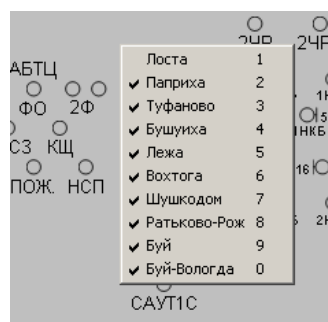 2ЧР
АБТЦ
ФО 2Ф
СЗ КЩ
ПОЖ. НСП
Лоста 1
Паприха 2
Туфаново 3
Бушуиха 4
Лежа 5
Вохтога 6
Шушкодом 7
Ратьково-Рож 8
Буй 9
Буй-Вологда 0
16
САУТ1С